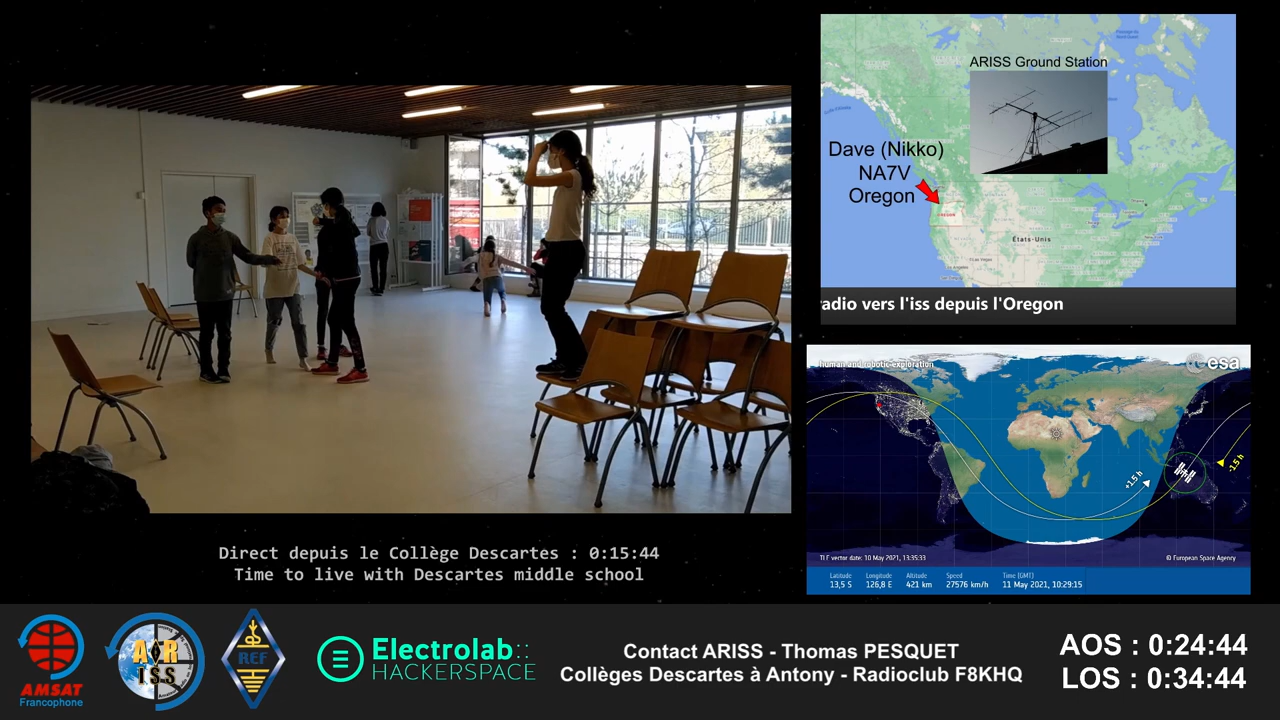 ARISS Ground Station
Dave (Nikko)
NA7V
Oregon
OREGON
États-Unis
radio vers l'iss depuis l'Oregon
human and robotic exploration
esa
-1.5 h
+1.5 h
TLE vector date: 10 May 2021, 13:35:33
© European Space Agency
Latitude Longitude Altitude Speed Time (GMT)
13,5 S 126,8 E 421 km 27576 km/h 11 May 2021, 10:29:15
Direct depuis le Collège Descartes : 0:15:44
Time to live with Descartes middle school
AMSAT
Francophone
ARISS
REF
Electrolab::
HACKERSPACE
Contact ARISS - Thomas PESQUET
Collèges Descartes à Antony - Radioclub F8KHQ
AOS : 0:24:44
LOS : 0:34:44